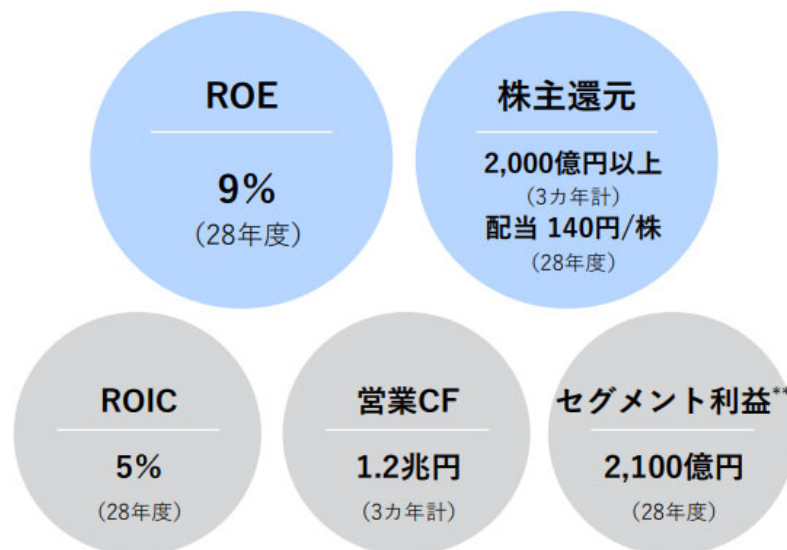 ROE
9%
（28年度）
株主還元
2,000億円以上
(3カ年計)
配当 140円/株
(28年度)
ROIC
5%
(28年度)
営業CF
1.2兆円
(3カ年計)
セグメント利益**
2,100億円
(28年度)